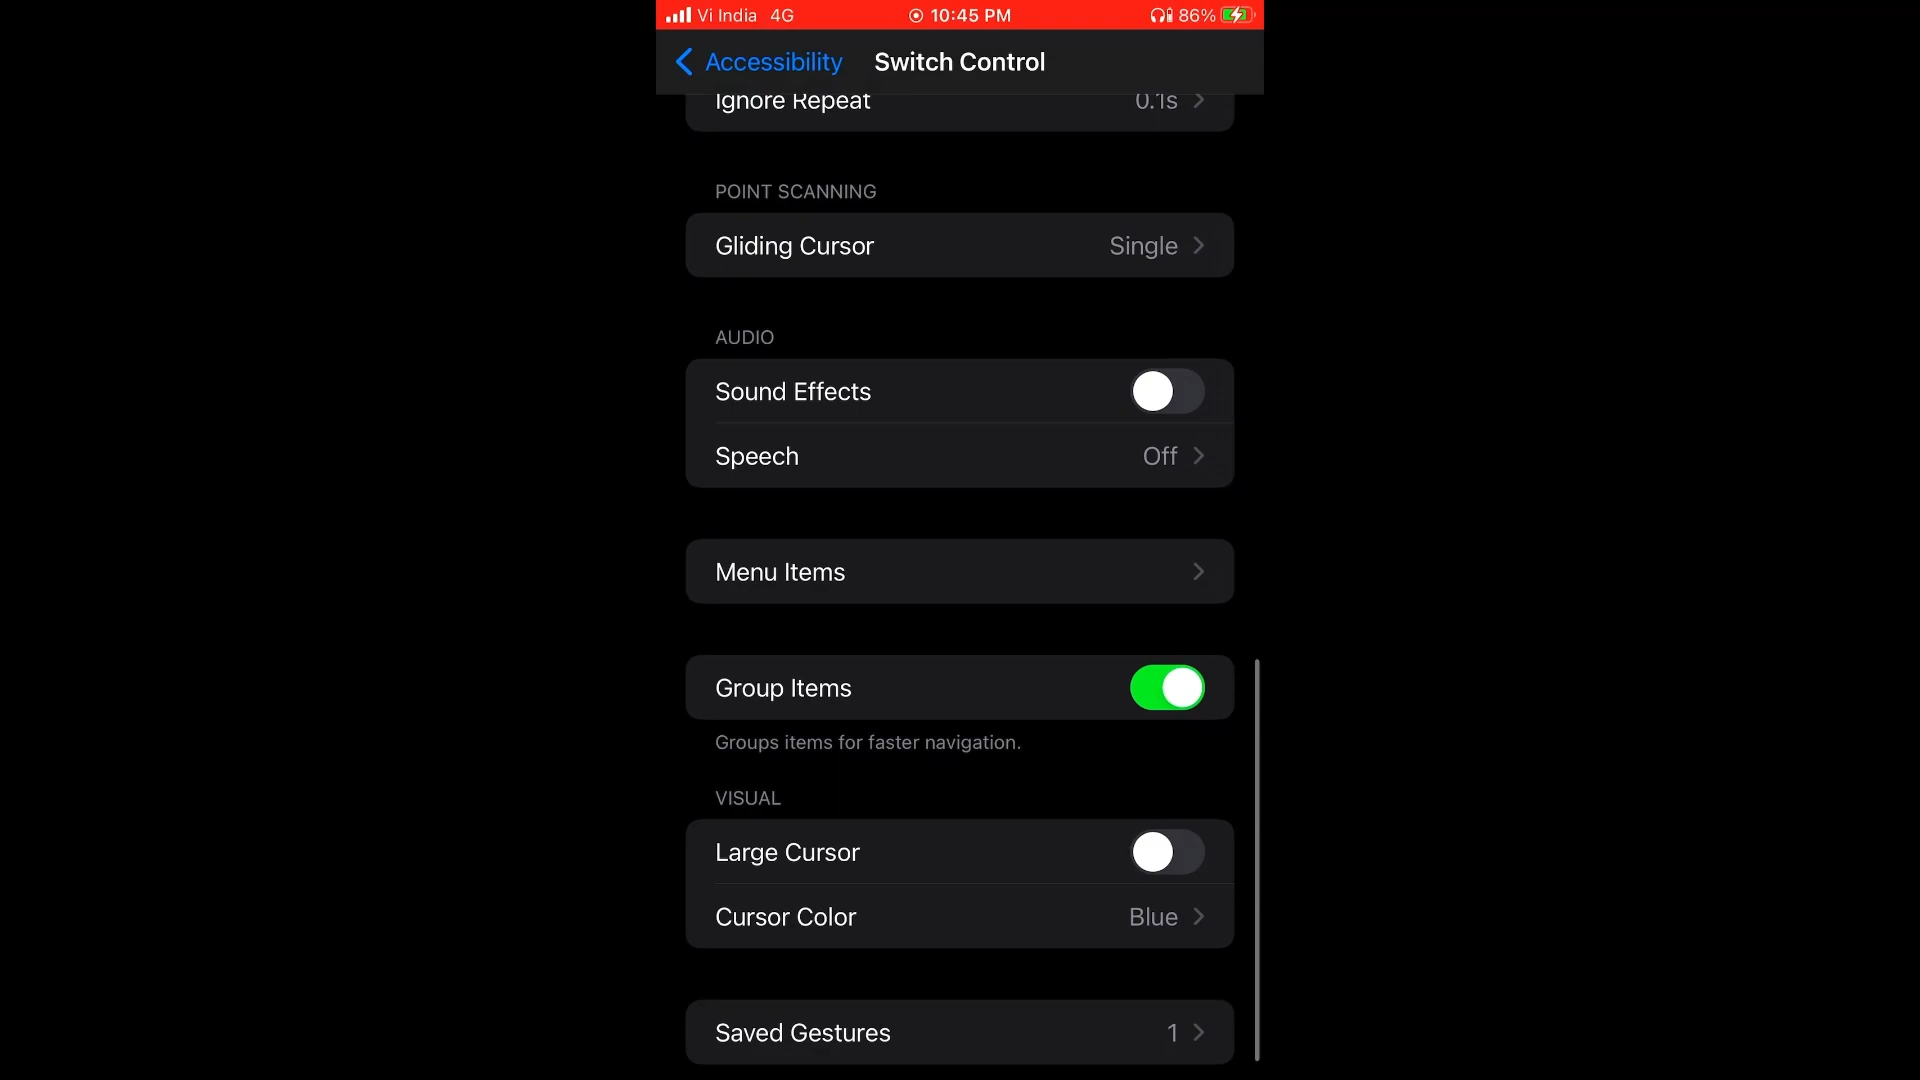 Vi India 4G 10:45 PM 86%
Accessibility Switch Control
Ignore Repeat 0.1s
POINT SCANNING
Gliding Cursor Single
AUDIO
Sound Effects
Speech Off
Menu Items
Group Items
Groups items for faster navigation.
VISUAL
Large Cursor
Cursor Color Blue
Saved Gestures 1